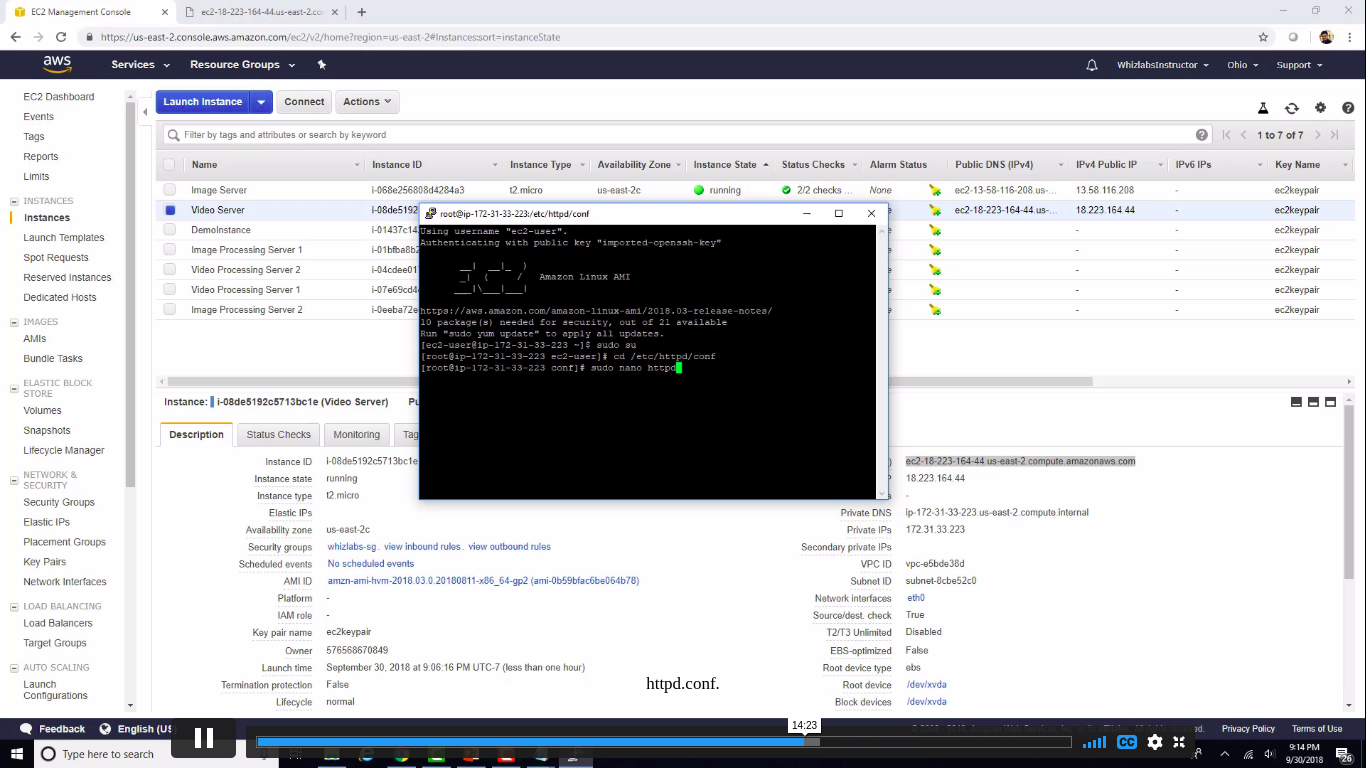 EC2 Management Console
ec2-18-223-164-44.us-east-2.co
https://us-east-2.console.aws.amazon.com/ec2/v2/home?region=us-east-2#Instances:sort=instanceState
aws Services Resource Groups WhizlabsInstructor Ohio Support
EC2 Dashboard
Events
Tags
Reports
Limits
INSTANCES
Instances
Launch Templates
Spot Requests
Reserved Instances
Dedicated Hosts
IMAGES
AMIs
Bundle Tasks
ELASTIC BLOCK
STORE
Volumes
Snapshots
Lifecycle Manager
NETWORK &
SECURITY
Security Groups
Elastic IPs
Placement Groups
Key Pairs
Network Interfaces
LOAD BALANCING
Load Balancers
Target Groups
AUTO SCALING
Launch
Configurations
Launch Instance Connect Actions
Filter by tags and attributes or search by keyword
1 to 7 of 7
Name Instance ID Instance Type Availability Zone Instance State Status Checks Alarm Status Public DNS (IPv4) IPv4 Public IP IPv6 IPs Key Name
Image Server i-068e256808d4284a3 t2.micro us-east-2c running 2/2 checks ... None ec2-13-58-116-208.us-... 13.58.116.208 - ec2keypair
Video Server i-08de5192 ec2-18-223-164-44.us-... 18.223.164.44 - ec2keypair
DemoInstance i-01437c14 - ec2keypair
Image Processing Server 1 i-01bfba8b2 - ec2keypair
Video Processing Server 2 i-04cdee01 - ec2keypair
Video Processing Server 1 i-07e69cd4 - ec2keypair
Image Processing Server 2 i-0eeba72e - ec2keypair
root@ip-172-31-33-223:/etc/httpd/conf
Using username "ec2-user".
Authenticating with public key "imported-openssh-key"
__| __|_ )
_| ( / Amazon Linux AMI
___|\___|___|
https://aws.amazon.com/amazon-linux-ami/2018.03-release-notes/
10 package(s) needed for security, out of 21 available
Run "sudo yum update" to apply all updates.
[ec2-user@ip-172-31-33-223 ~]$ sudo su
[root@ip-172-31-33-223 ec2-user]# cd /etc/httpd/conf
[root@ip-172-31-33-223 conf]# sudo nano httpd
Instance: i-08de5192c5713bc1e (Video Server) Pu
Description Status Checks Monitoring Tag
Instance ID i-08de5192c5713bc1e
Instance state running
Instance type t2.micro
Elastic IPs
Availability zone us-east-2c
Security groups whizlabs-sg. view inbound rules. view outbound rules
Scheduled events No scheduled events
AMI ID amzn-ami-hvm-2018.03.0.20180811-x86_64-gp2 (ami-0b59bfac6be064b78)
Platform -
IAM role -
Key pair name ec2keypair
Owner 576568670849
Launch time September 30, 2018 at 9:06:16 PM UTC-7 (less than one hour)
Termination protection False
Lifecycle normal
ec2-18-223-164-44.us-east-2.compute.amazonaws.com
18.223.164.44
-
Private DNS ip-172-31-33-223.us-east-2.compute.internal
Private IPs 172.31.33.223
Secondary private IPs
VPC ID vpc-e5bde38d
Subnet ID subnet-8cbe52c0
Network interfaces eth0
Source/dest. check True
T2/T3 Unlimited Disabled
EBS-optimized False
Root device type ebs
Root device /dev/xvda
Block devices /dev/xvda
httpd.conf.
Feedback English (US Privacy Policy Terms of Use
14:23
CC
Type here to search
9:14 PM
9/30/2018
26